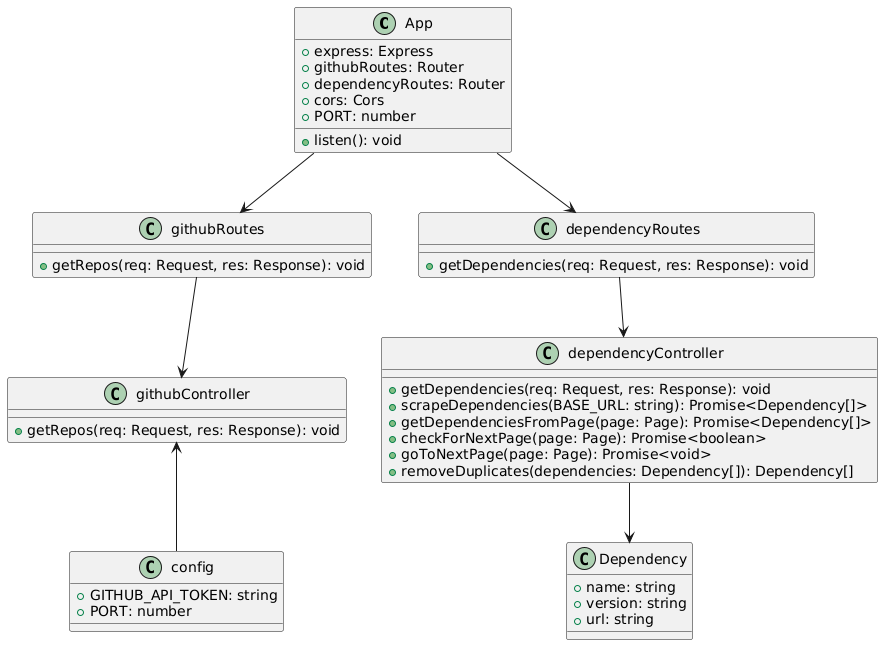 C App
express: Express
githubRoutes: Router
dependencyRoutes: Router
cors: Cors
PORT: number
listen(): void
C githubRoutes
getRepos(req: Request, res: Response): void
C dependencyRoutes
getDependencies(req: Request, res: Response): void
C githubController
getRepos(req: Request, res: Response): void
C dependencyController
getDependencies(req: Request, res: Response): void
scrapeDependencies(BASE_URL: string): Promise<Dependency[]>
getDependenciesFromPage(page: Page): Promise<Dependency[]>
checkForNextPage(page: Page): Promise<boolean>
goToNextPage(page: Page): Promise<void>
removeDuplicates(dependencies: Dependency[]): Dependency[]
C config
GITHUB_API_TOKEN: string
PORT: number
C Dependency
name: string
version: string
url: string